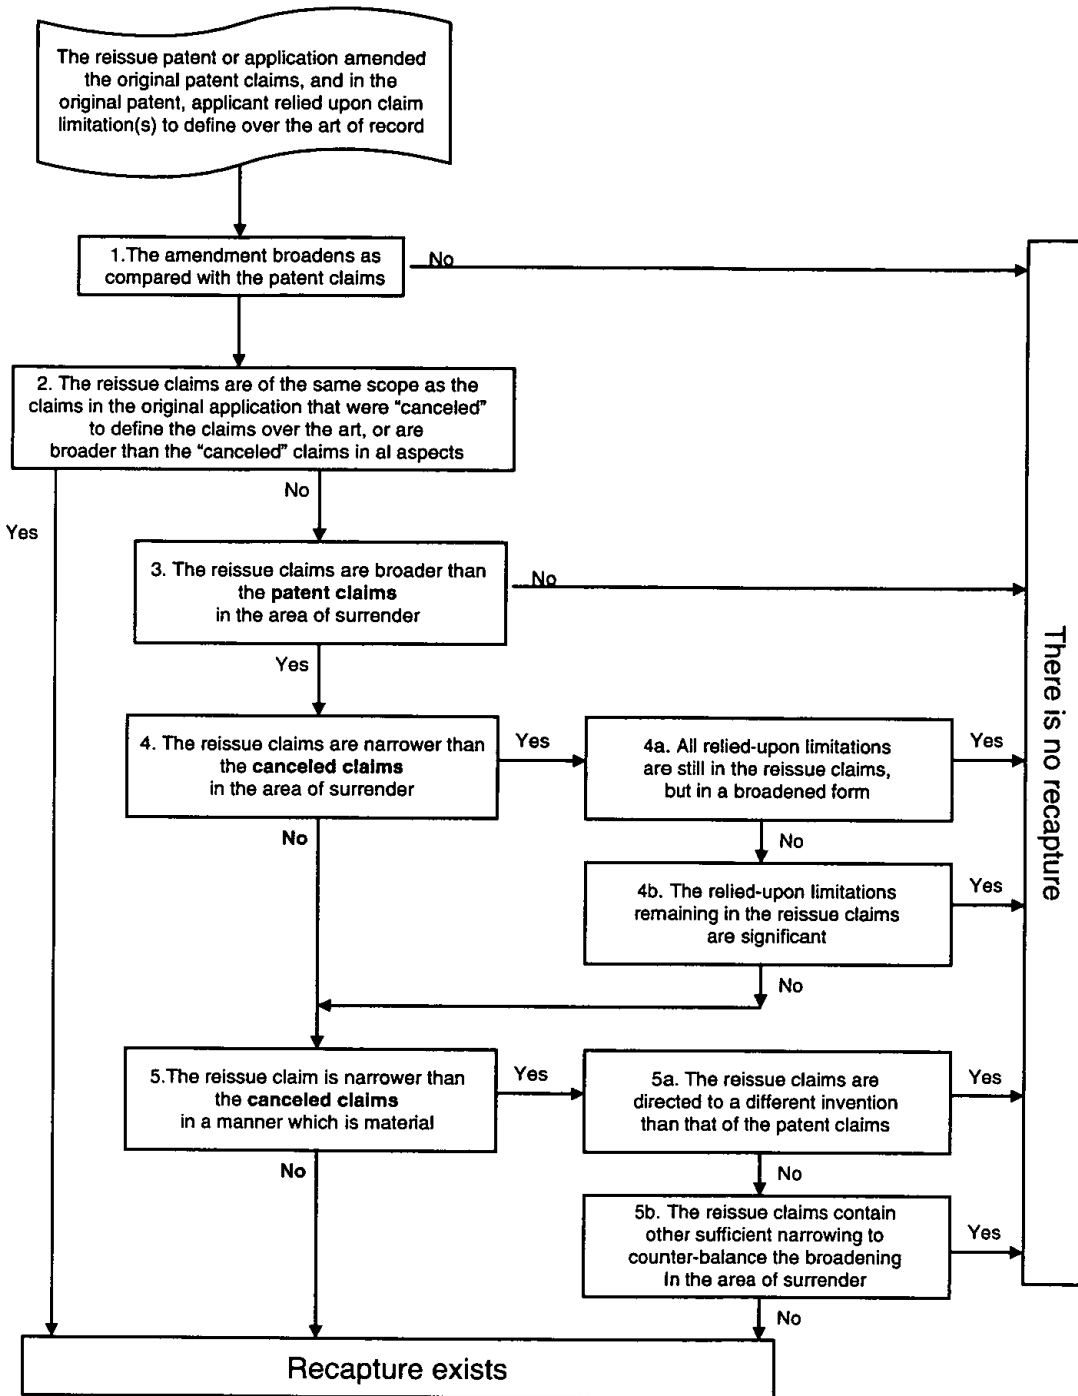 The reissue patent or application amended
the original patent claims, and in the
original patent, applicant relied upon claim
limitation(s) to define over the art of record
1.The amendment broadens as
compared with the patent claims
No
2. The reissue claims are of the same scope as the
claims in the original application that were “canceled”
to define the claims over the art, or are
broader than the “canceled” claims in al aspects
No
Yes
3. The reissue claims are broader than
the patent claims
in the area of surrender
No
Yes
4. The reissue claims are narrower than
the canceled claims
in the area of surrender
Yes
4a. All relied-upon limitations
are still in the reissue claims,
but in a broadened form
Yes
No
No
4b. The relied-upon limitations
remaining in the reissue claims
are significant
Yes
No
5.The reissue claim is narrower than
the canceled claims
in a manner which is material
Yes
5a. The reissue claims are
directed to a different invention
than that of the patent claims
Yes
No
No
5b. The reissue claims contain
other sufficient narrowing to
counter-balance the broadening
In the area of surrender
Yes
No
There is no recapture
Recapture exists